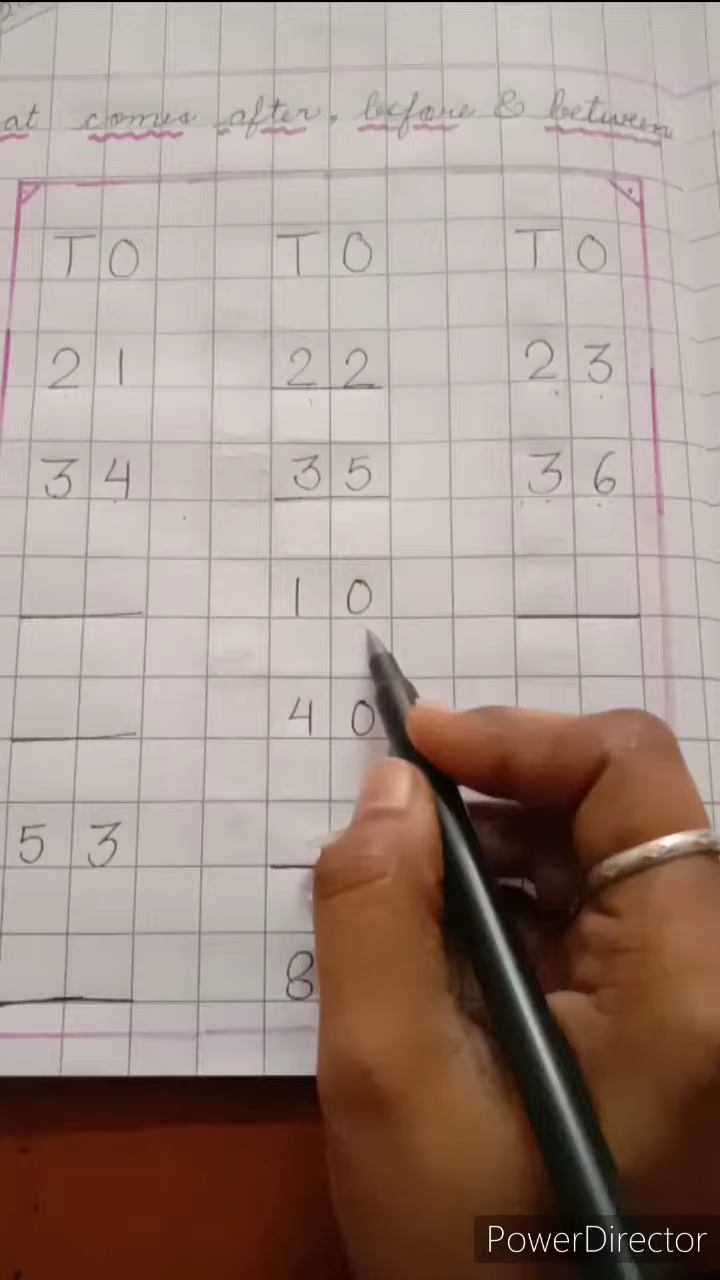 at comes after, before & between
T O T O T O
2 1 2 2 2 3
3 4 3 5 3 6
1 0
4 0
5 3
8
PowerDirector